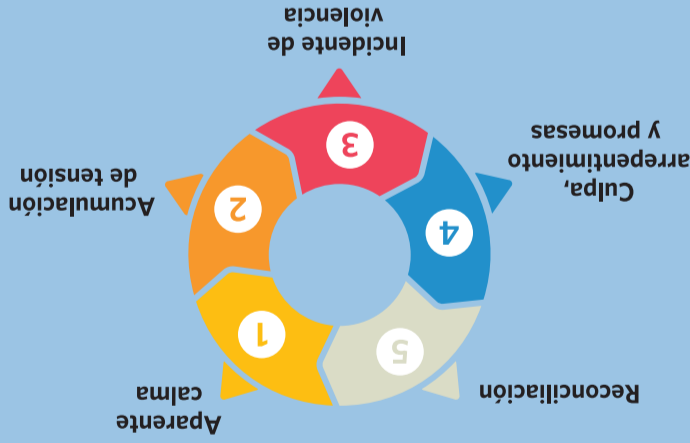 1
Aparente
calma
2
Acumulación
de tensión
3
Incidente de
violencia
4
Culpa,
arrepentimiento
y promesas
5
Reconciliación